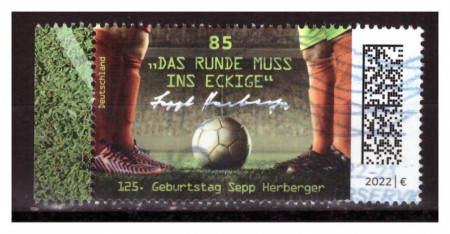 85
Deutschland
„DAS RUNDE MUSS
INS ECKIGE“
125. Geburtstag Sepp Herberger
2022 | €